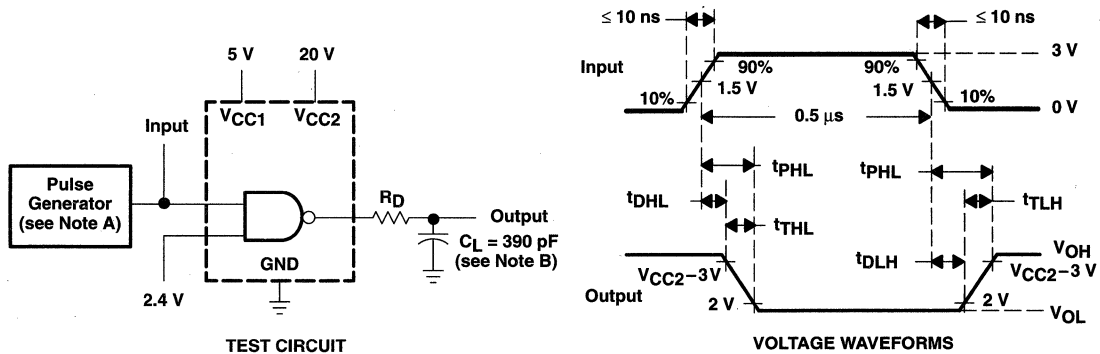 5 V
20 V
VCC1
VCC2
Input
Pulse
Generator
(see Note A)
RD
Output
CL = 390 pF
(see Note B)
GND
2.4 V
TEST CIRCUIT
≤ 10 ns
≤ 10 ns
3 V
Input
90%
90%
1.5 V
1.5 V
10%
10%
0 V
0.5 μs
tPHL
tPHL
tDHL
tTLH
tTHL
VOH
tDLH
VCC2−3 V
VCC2−3 V
Output
2 V
2 V
VOL
VOLTAGE WAVEFORMS